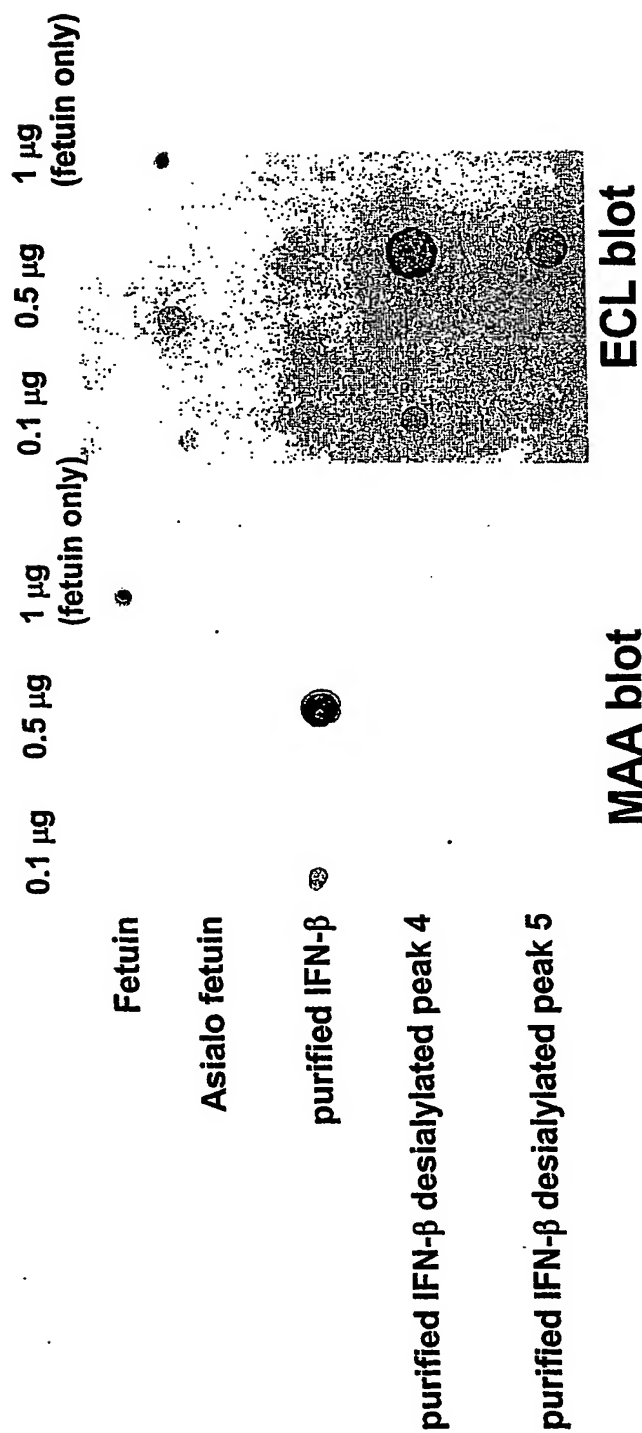 0.1 µg 0.5 µg 1 µg 0.1 µg 0.5 µg 1 µg
(fetuin only) (fetuin only)
Fetuin
Asialo fetuin
purified IFN-β
purified IFN-β desialylated peak 4
purified IFN-β desialylated peak 5
MAA blot
ECL blot